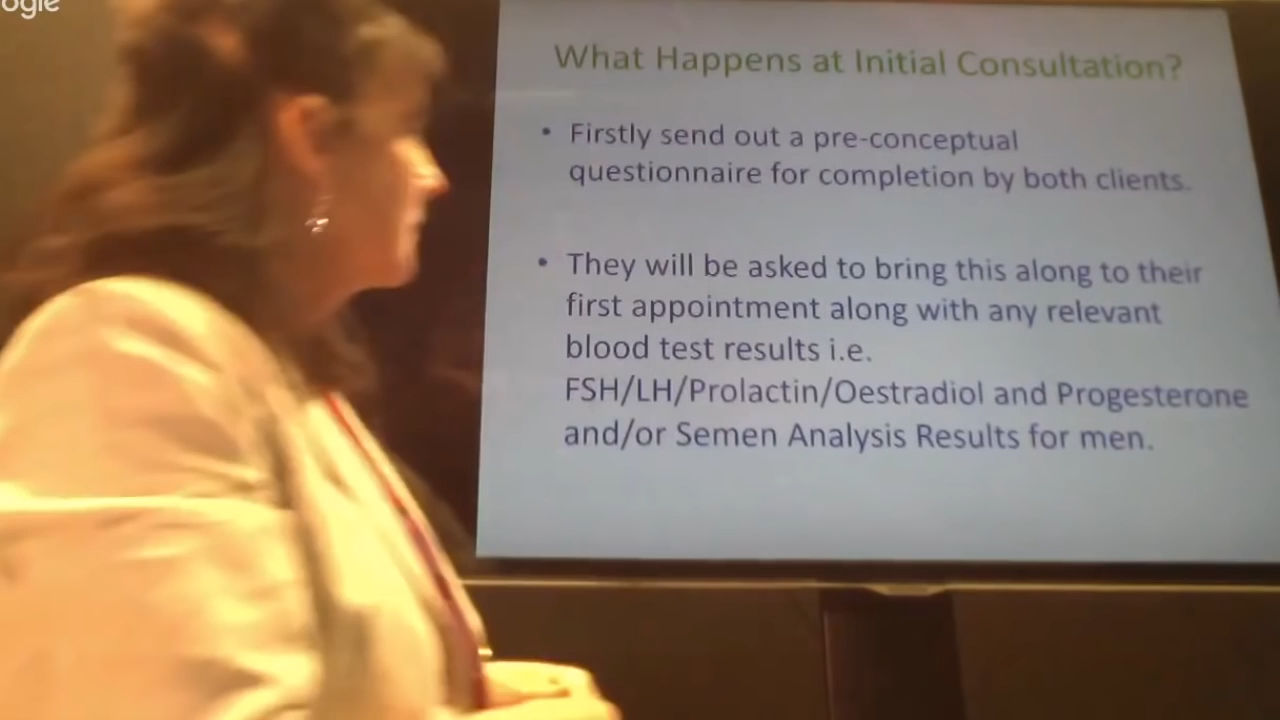 ogle
What Happens at Initial Consultation?
• Firstly send out a pre-conceptual
questionnaire for completion by both clients.
• They will be asked to bring this along to their
first appointment along with any relevant
blood test results i.e.
FSH/LH/Prolactin/Oestradiol and Progesterone
and/or Semen Analysis Results for men.